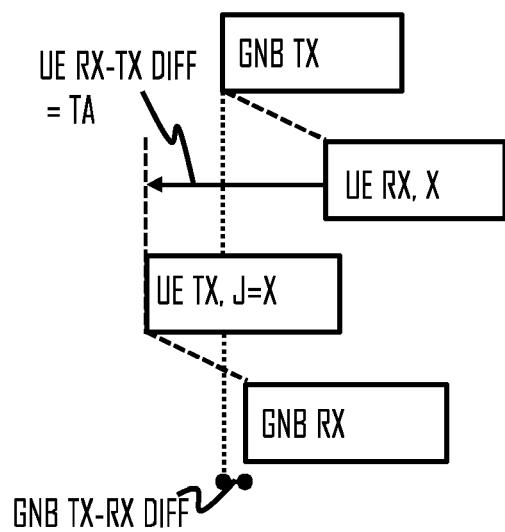 GNB TX
UE RX-TX DIFF
= TA
UE RX, X
UE TX, J=X
GNB RX
GNB TX-RX DIFF